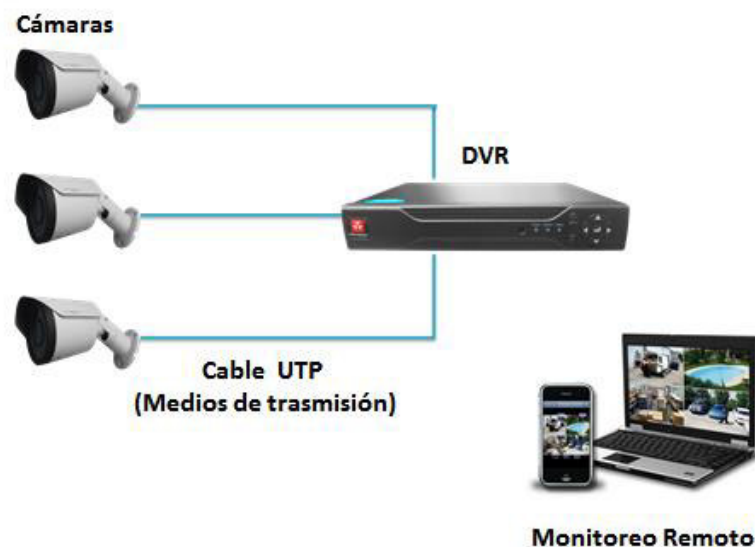 Cámaras
DVR
Cable UTP
(Medios de trasmisión)
Monitoreo Remoto